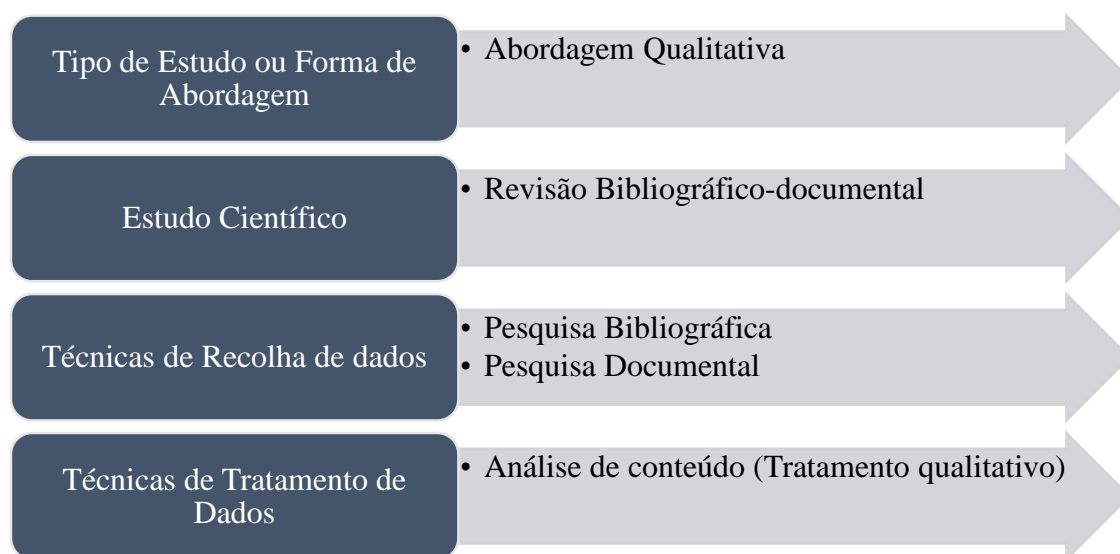 Tipo de Estudo ou Forma de
Abordagem
• Abordagem Qualitativa
Estudo Científico
• Revisão Bibliográfico-documental
Técnicas de Recolha de dados
• Pesquisa Bibliográfica
• Pesquisa Documental
Técnicas de Tratamento de
Dados
• Análise de conteúdo (Tratamento qualitativo)